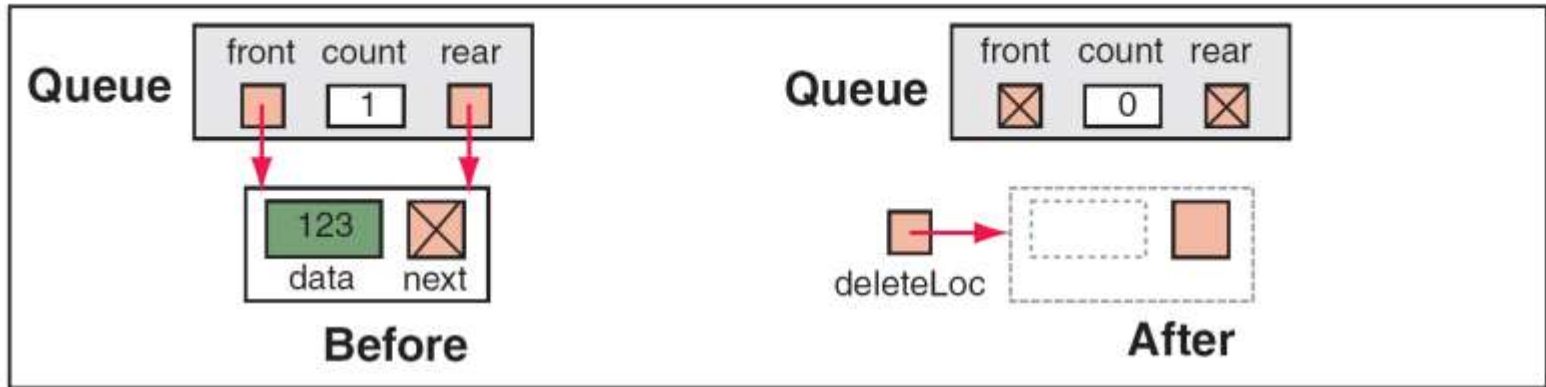 front count rear
Queue
1
123
data next
Before
front count rear
Queue
0
deleteLoc
After